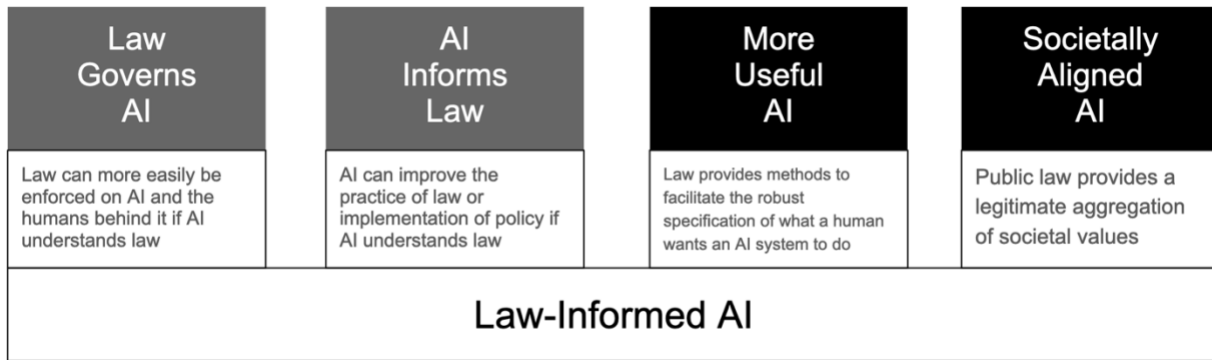 Law
Governs
AI
Law can more easily be
enforced on AI and the
humans behind it if AI
understands law
AI
Informs
Law
AI can improve the
practice of law or
implementation of policy if
AI understands law
More
Useful
AI
Law provides methods to
facilitate the robust
specification of what a human
wants an AI system to do
Societally
Aligned
AI
Public law provides a
legitimate aggregation
of societal values
Law-Informed AI